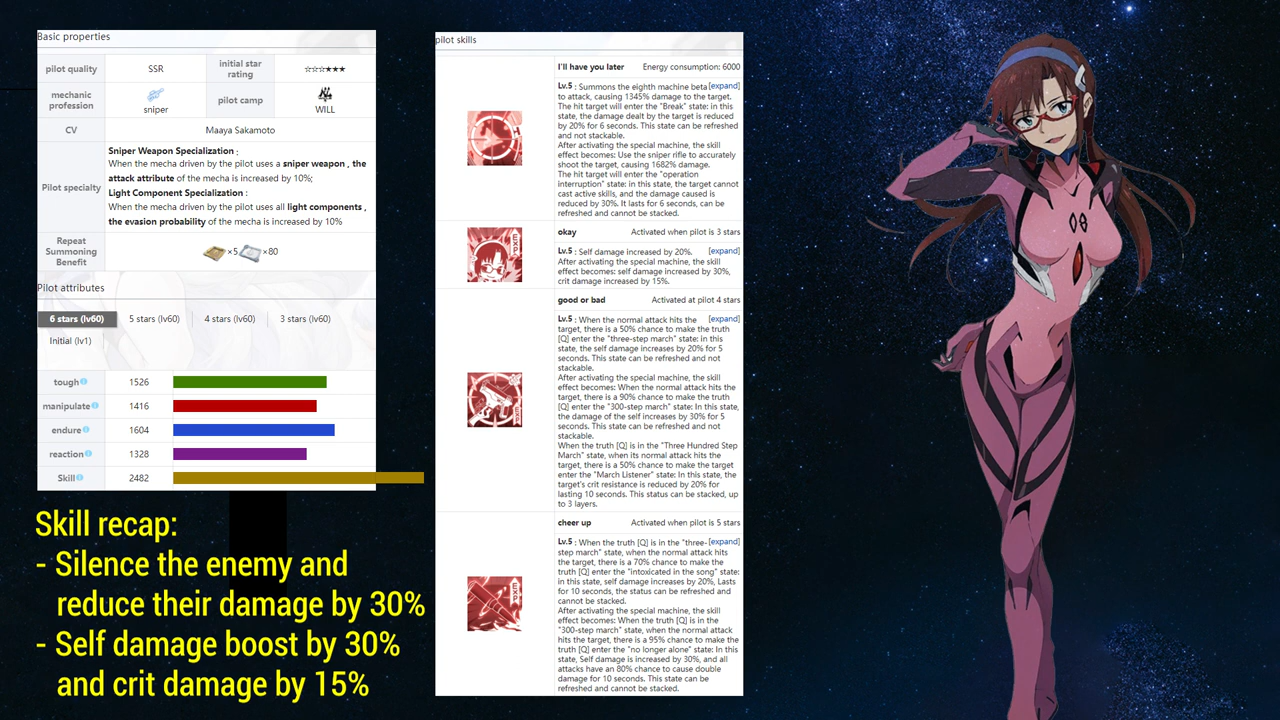 Basic properties
pilot quality
SSR
initial star
rating
☆☆☆★★★
mechanic
profession
sniper
pilot camp
WILL
CV
Maaya Sakamoto
Pilot specialty
Sniper Weapon Specialization :
When the mecha driven by the pilot uses a sniper weapon , the
attack attribute of the mecha is increased by 10%;
Light Component Specialization :
When the mecha driven by the pilot uses all light components ,
the evasion probability of the mecha is increased by 10%
Repeat
Summoning
Benefit
×5 ×80
Pilot attributes
6 stars (lv60)
5 stars (lv60)
4 stars (lv60)
3 stars (lv60)
Initial (lv1)
tough
1526
manipulate
1416
endure
1604
reaction
1328
Skill
2482
Skill recap:
- Silence the enemy and
reduce their damage by 30%
- Self damage boost by 30%
and crit damage by 15%
pilot skills
I'll have you later
Energy consumption: 6000
Lv.5 : Summons the eighth machine beta [expand]
to attack, causing 1345% damage to the target.
The hit target will enter the "Break" state: in this
state, the damage dealt by the target is reduced
by 20% for 6 seconds. This state can be refreshed
and not stackable.
After activating the special machine, the skill
effect becomes: Use the sniper rifle to accurately
shoot the target, causing 1682% damage.
The hit target will enter the "operation
interruption" state: in this state, the target cannot
cast active skills, and the damage caused is
reduced by 30%. It lasts for 6 seconds, can be
refreshed and cannot be stacked.
okay
Activated when pilot is 3 stars
Lv.5 : Self damage increased by 20%. [expand]
After activating the special machine, the skill
effect becomes: self damage increased by 30%,
crit damage increased by 15%.
EXP
good or bad
Activated at pilot 4 stars
Lv.5 : When the normal attack hits the [expand]
target, there is a 50% chance to make the truth
[Q] enter the "three-step march" state: in this
state, the self damage increases by 20% for 5
seconds. This state can be refreshed and not
stackable.
After activating the special machine, the skill
effect becomes: When the normal attack hits the
target, there is a 90% chance to make the truth
[Q] enter the "300-step march" state: In this state,
the damage of the self increases by 30% for 5
seconds. This state can be refreshed and not
stackable.
When the truth [Q] is in the "Three Hundred Step
March" state, when its normal attack hits the
target, there is a 50% chance to make the target
enter the "March Listener" state: In this state, the
target's crit resistance is reduced by 20% for
lasting 10 seconds. This status can be stacked, up
to 3 layers.
EXP
cheer up
Activated when pilot is 5 stars
Lv.5 : When the truth [Q] is in the "three- [expand]
step march" state, when the normal attack hits
the target, there is a 70% chance to make the
truth [Q] enter the "intoxicated in the song" state:
in this state, self damage increases by 20%, Lasts
for 10 seconds, the status can be refreshed and
cannot be stacked.
After activating the special machine, the skill
effect becomes: When the truth [Q] is in the
"300-step march" state, when the normal attack
hits the target, there is a 95% chance to make the
truth [Q] enter the "no longer alone" state: In this
state, Self damage is increased by 30%, and all
attacks have an 80% chance to cause double
damage for 10 seconds. This state can be
refreshed and cannot be stacked.
EXP
08